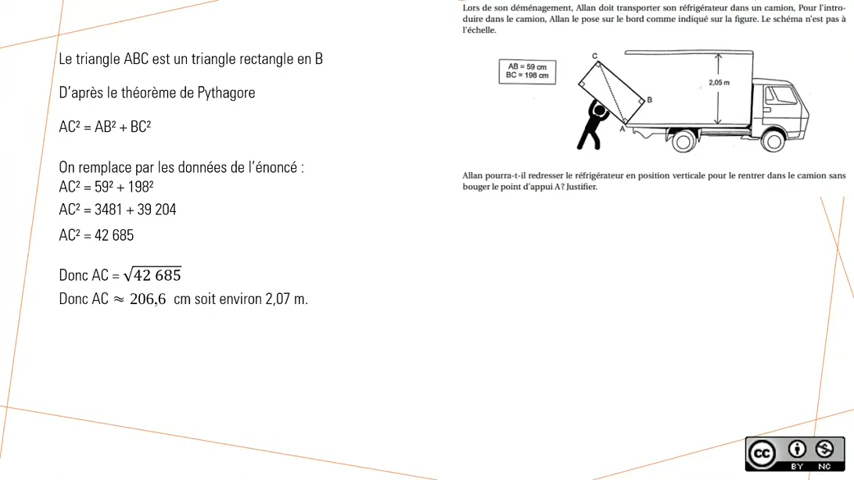 Le triangle ABC est un triangle rectangle en B
D'après le théorème de Pythagore
AC² = AB² + BC²
On remplace par les données de l'énoncé :
AC² = 59² + 198²
AC² = 3481 + 39 204
AC² = 42 685
Donc AC = √42 685
Donc AC ≈ 206,6 cm soit environ 2,07 m.
Lors de son déménagement, Allan doit transporter son réfrigérateur dans un camion, Pour l'intro-
duire dans le camion, Allan le pose sur le bord comme indiqué sur la figure. Le schéma n'est pas à
l'échelle.
AB = 59 cm
BC = 198 cm
C
B
A
2,05 m
Allan pourra-t-il redresser le réfrigérateur en position verticale pour le rentrer dans le camion sans
bouger le point d'appui A? Justifier.
cc
BY NC